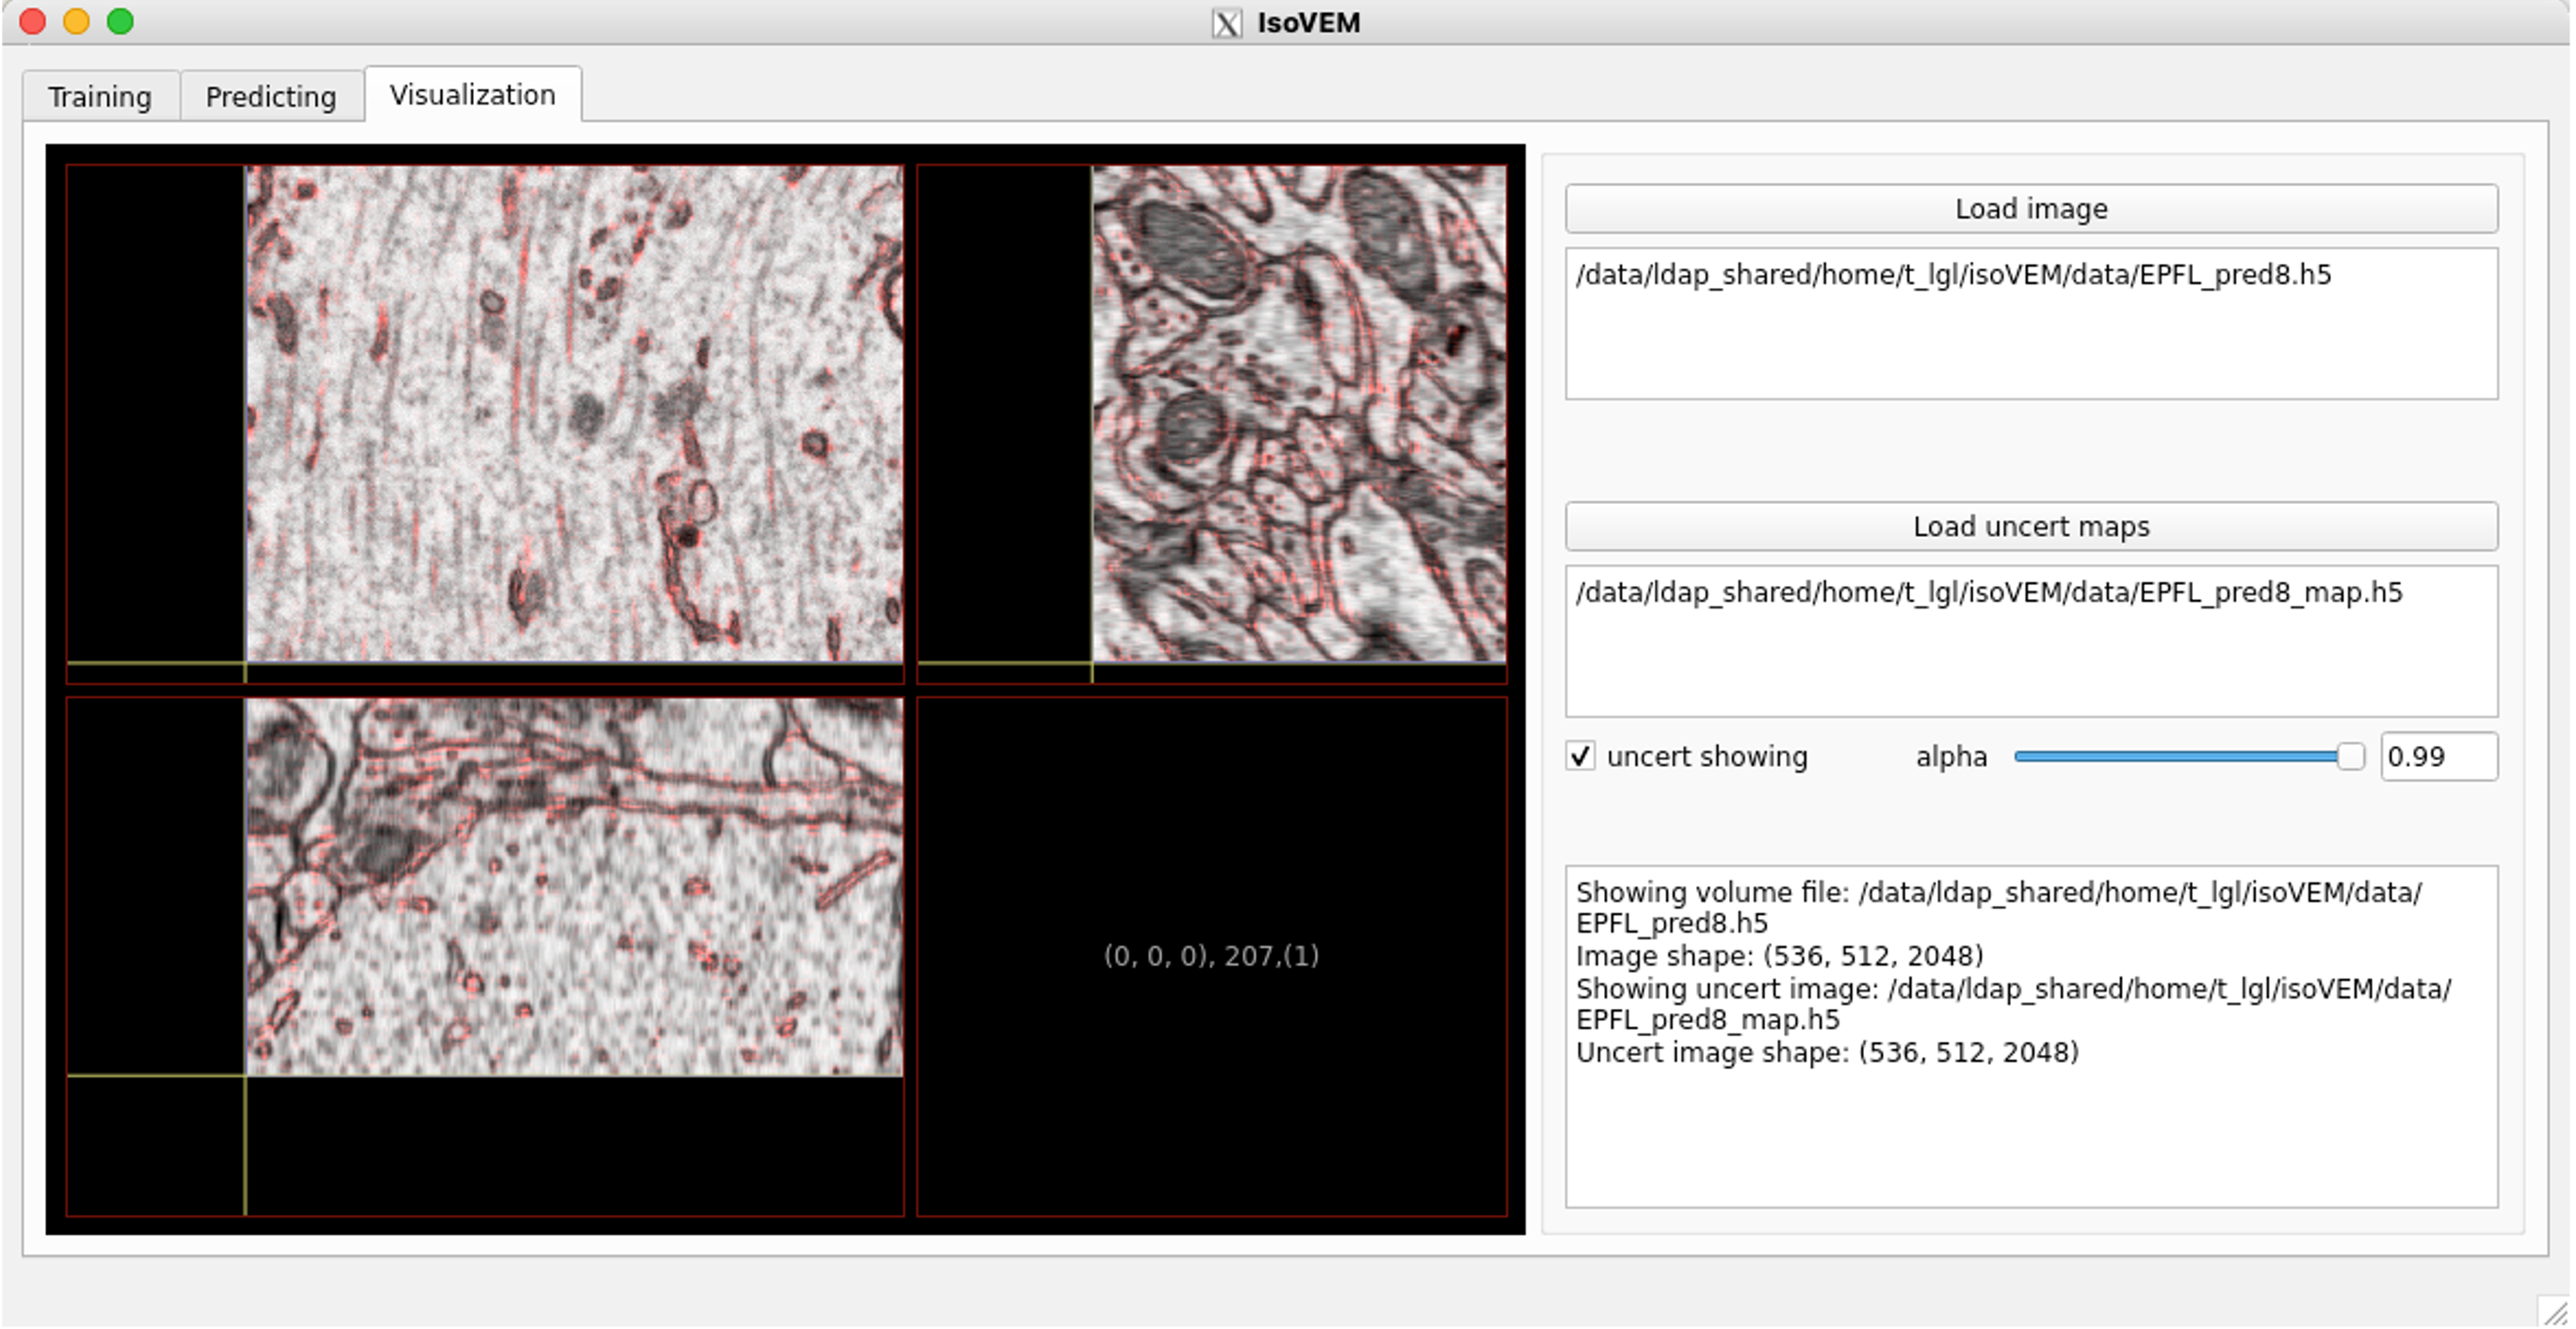 IsoVEM
Training
Predicting
Visualization
Load image
/data/ldap_shared/home/t_lgl/isoVEM/data/EPFL_pred8.h5
Load uncert maps
/data/ldap_shared/home/t_lgl/isoVEM/data/EPFL_pred8_map.h5
uncert showing
alpha
0.99
(0, 0, 0), 207,(1)
Showing volume file: /data/ldap_shared/home/t_lgl/isoVEM/data/
EPFL_pred8.h5
Image shape: (536, 512, 2048)
Showing uncert image: /data/ldap_shared/home/t_lgl/isoVEM/data/
EPFL_pred8_map.h5
Uncert image shape: (536, 512, 2048)